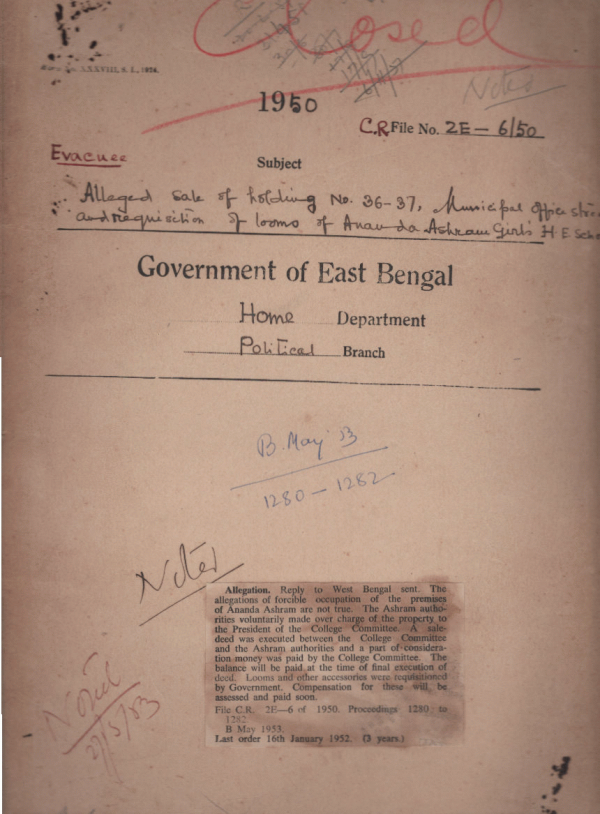 Closed
Notes
1950
C.R File No. 2E — 6/50
Evacuee
Subject
Alleged sale of holding No. 36-37, Municipal office stree
and requisition of looms of Ananda Ashram Girls' H E Scho
Government of East Bengal
Home Department
Political Branch
B. May 53
1280 — 1282
Notes
Allegation. Reply to West Bengal sent. The
allegations of forcible occupation of the premises
of Ananda Ashram are not true. The Ashram autho-
rities voluntarily made over charge of the property to
the President of the College Committee. A sale-
deed was executed between the College Committee
and the Ashram authorities and a part of considera-
tion money was paid by the College Committee. The
balance will be paid at the time of final execution of
deed. Looms and other accessories were requisitioned
by Government. Compensation for these will be
assessed and paid soon.
File C.R. 2E—6 of 1950. Proceedings 1280 to
1282.
B May 1953.
Last order 16th January 1952. (3 years.)
Noted
2/5/53